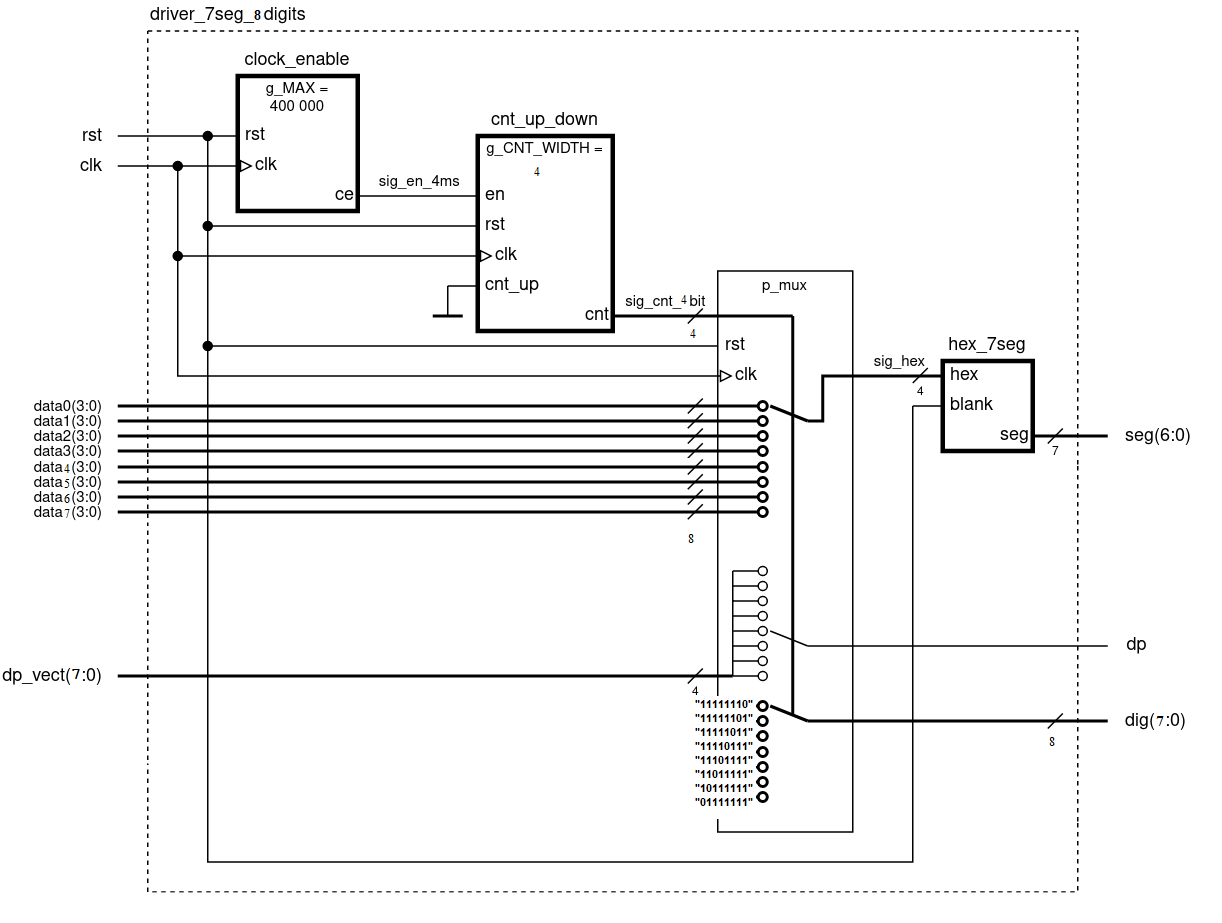 driver_7seg_8digits
clock_enable
g_MAX =
400 000
rst
clk
rst
clk
ce
sig_en_4ms
cnt_up_down
g_CNT_WIDTH =
4
en
rst
clk
cnt_up
cnt
sig_cnt_4bit
4
p_mux
rst
clk
sig_hex
4
hex_7seg
hex
blank
seg
7
seg(6:0)
data0(3:0)
data1(3:0)
data2(3:0)
data3(3:0)
data4(3:0)
data5(3:0)
data6(3:0)
data7(3:0)
8
dp
dp_vect(7:0)
4
"11111110"
"11111101"
"11111011"
"11110111"
"11101111"
"11011111"
"10111111"
"01111111"
dig(7:0)
8